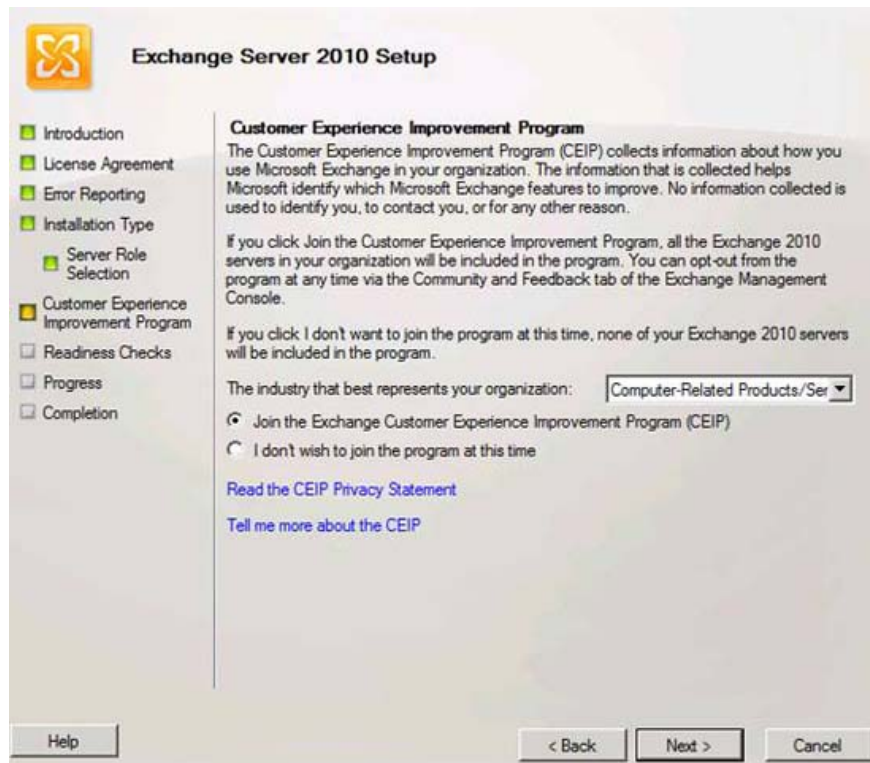 Exchange Server 2010 Setup
Introduction
License Agreement
Error Reporting
Installation Type
Server Role
Selection
Customer Experience
Improvement Program
Readiness Checks
Progress
Completion
Customer Experience Improvement Program
The Customer Experience Improvement Program (CEIP) collects information about how you
use Microsoft Exchange in your organization. The information that is collected helps
Microsoft identify which Microsoft Exchange features to improve. No information collected is
used to identify you, to contact you, or for any other reason.
If you click Join the Customer Experience Improvement Program, all the Exchange 2010
servers in your organization will be included in the program. You can opt-out from the
program at any time via the Community and Feedback tab of the Exchange Management
Console.
If you click I don't want to join the program at this time, none of your Exchange 2010 servers
will be included in the program.
The industry that best represents your organization: Computer-Related Products/Ser
Join the Exchange Customer Experience Improvement Program (CEIP)
I don't wish to join the program at this time
Read the CEIP Privacy Statement
Tell me more about the CEIP
Help
< Back
Next >
Cancel